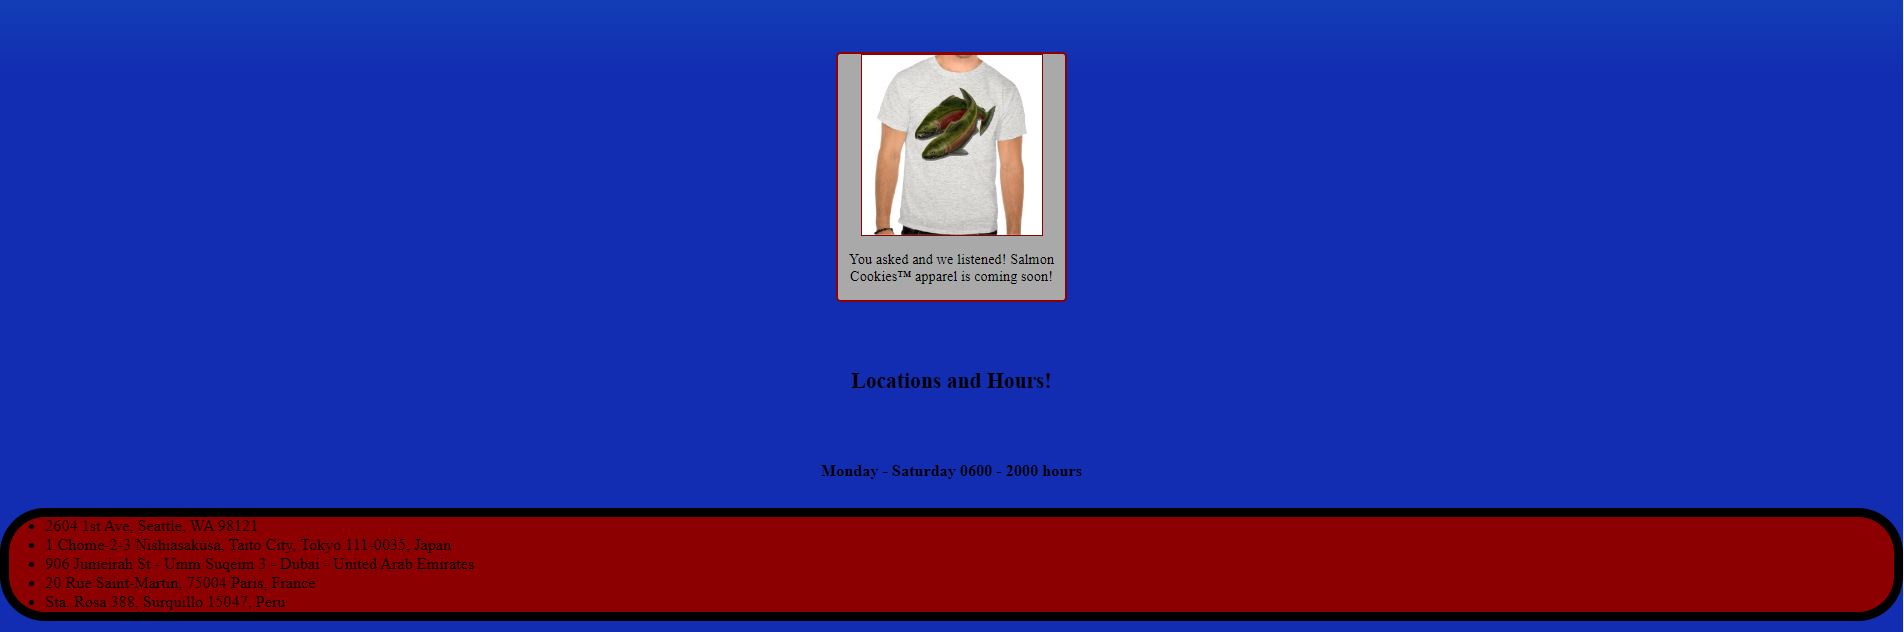 You asked and we listened! Salmon
Cookies™ apparel is coming soon!
Locations and Hours!
Monday - Saturday 0600 - 2000 hours
2604 1st Ave, Seattle, WA 98121
1 Chome-2-3 Nishiasakusa, Taito City, Tokyo 111-0035, Japan
906 Jumeirah St - Umm Suqeim 3 - Dubai - United Arab Emirates
20 Rue Saint-Martin, 75004 Paris, France
Sta. Rosa 388, Surquillo 15047, Peru